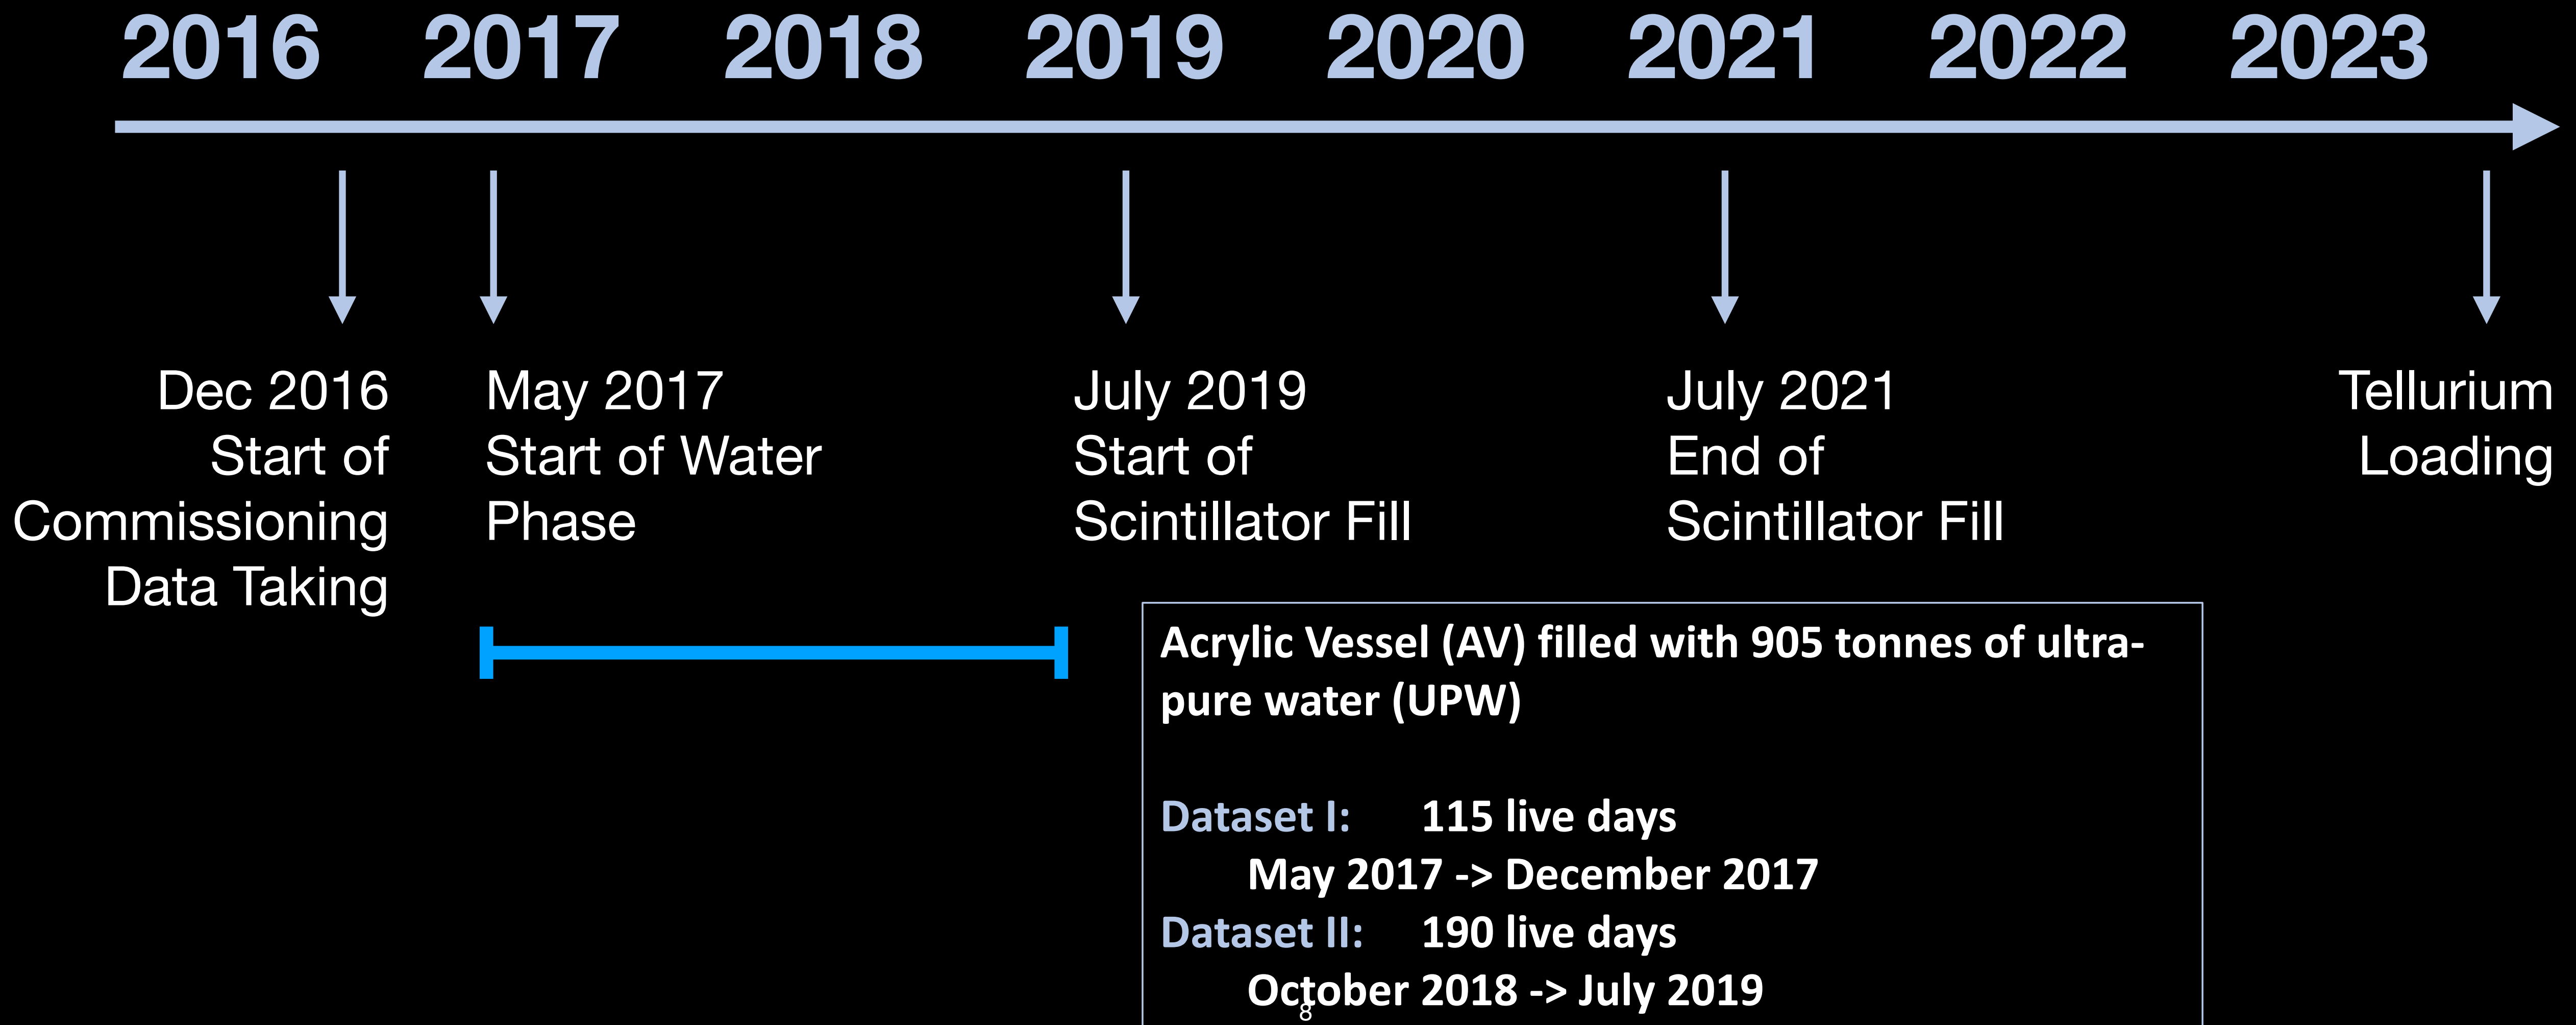 2016 2017 2018 2019 2020 2021 2022 2023
Dec 2016
Start of
Commissioning
Data Taking
May 2017
Start of Water
Phase
July 2019
Start of
Scintillator Fill
July 2021
End of
Scintillator Fill
Tellurium
Loading
Acrylic Vessel (AV) filled with 905 tonnes of ultra-
pure water (UPW)
Dataset I: 115 live days
May 2017 -> December 2017
Dataset II: 190 live days
October 2018 -> July 2019
8